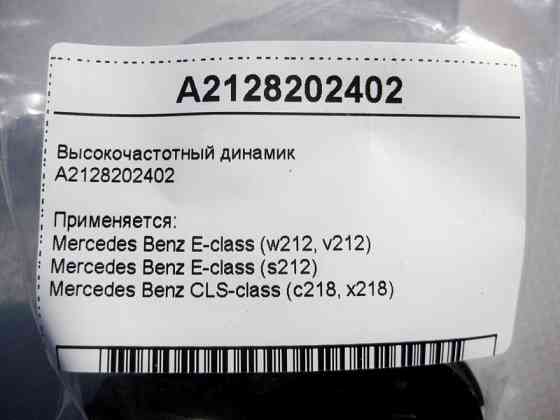 A2128202402
Высокочастотный динамик
A2128202402
Применяется:
Mercedes Benz E-class (w212, v212)
Mercedes Benz E-class (s212)
Mercedes Benz CLS-class (c218, x218)